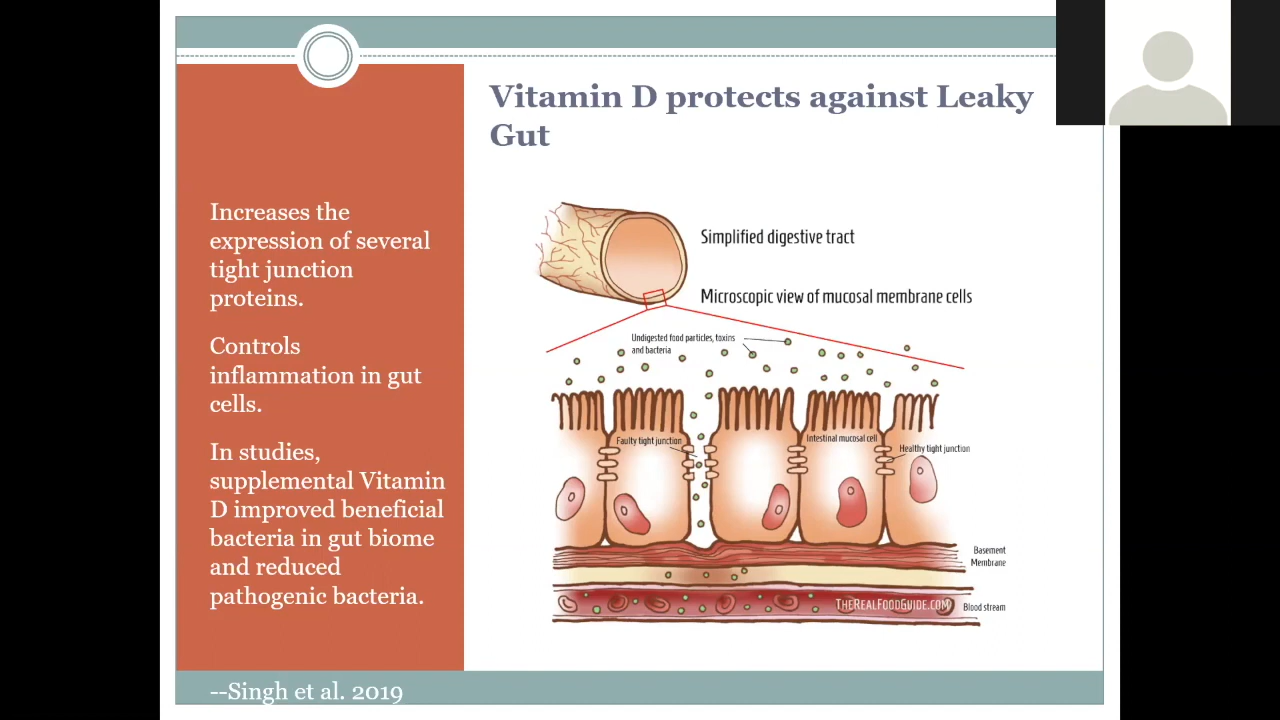 Vitamin D protects against Leaky
Gut
Increases the
expression of several
tight junction
proteins.
Controls
inflammation in gut
cells.
In studies,
supplemental Vitamin
D improved beneficial
bacteria in gut biome
and reduced
pathogenic bacteria.
--Singh et al. 2019
Simplified digestive tract
Microscopic view of mucosal membrane cells
Undigested food particles, toxins
and bacteria
Faulty tight junction
Intestinal mucosal cell
Healthy tight junction
Basement
Membrane
THEREALFOODGUIDE.COM
Blood stream